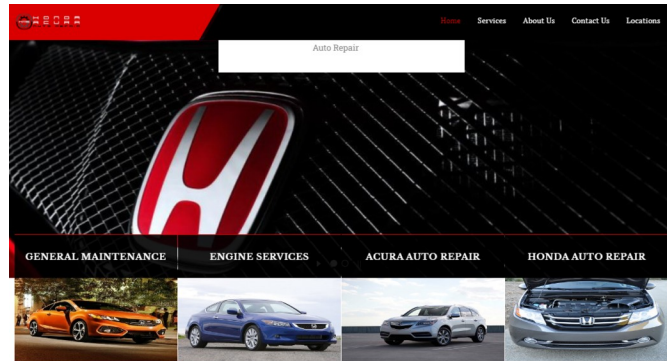 Home Services About Us Contact Us Locations
Auto Repair
GENERAL MAINTENANCE ENGINE SERVICES ACURA AUTO REPAIR HONDA AUTO REPAIR